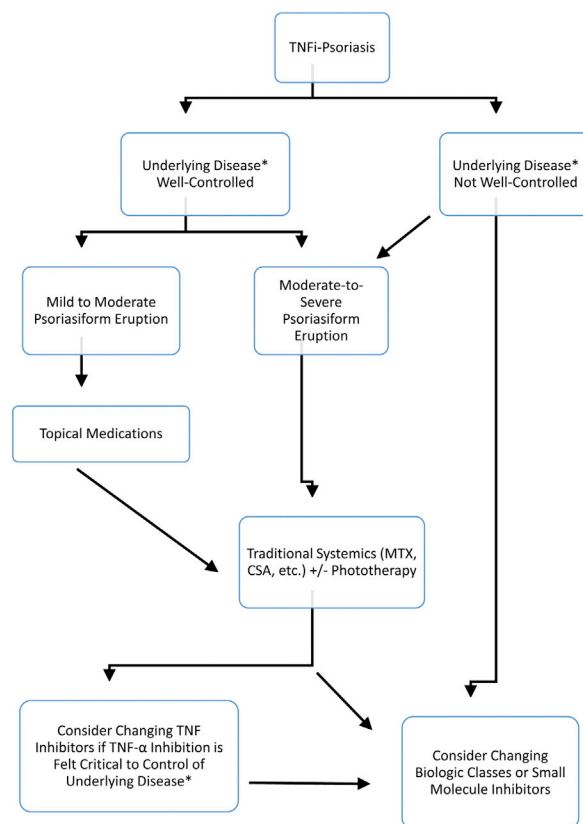 TNFi-Psoriasis
Underlying Disease*
Well-Controlled
Underlying Disease*
Not Well-Controlled
Mild to Moderate
Psoriasiform Eruption
Moderate-to-
Severe
Psoriasiform
Eruption
Topical Medications
Traditional Systemics (MTX,
CSA, etc.) +/- Phototherapy
Consider Changing TNF
Inhibitors if TNF-α Inhibition is
Felt Critical to Control of
Underlying Disease*
Consider Changing
Biologic Classes or Small
Molecule Inhibitors